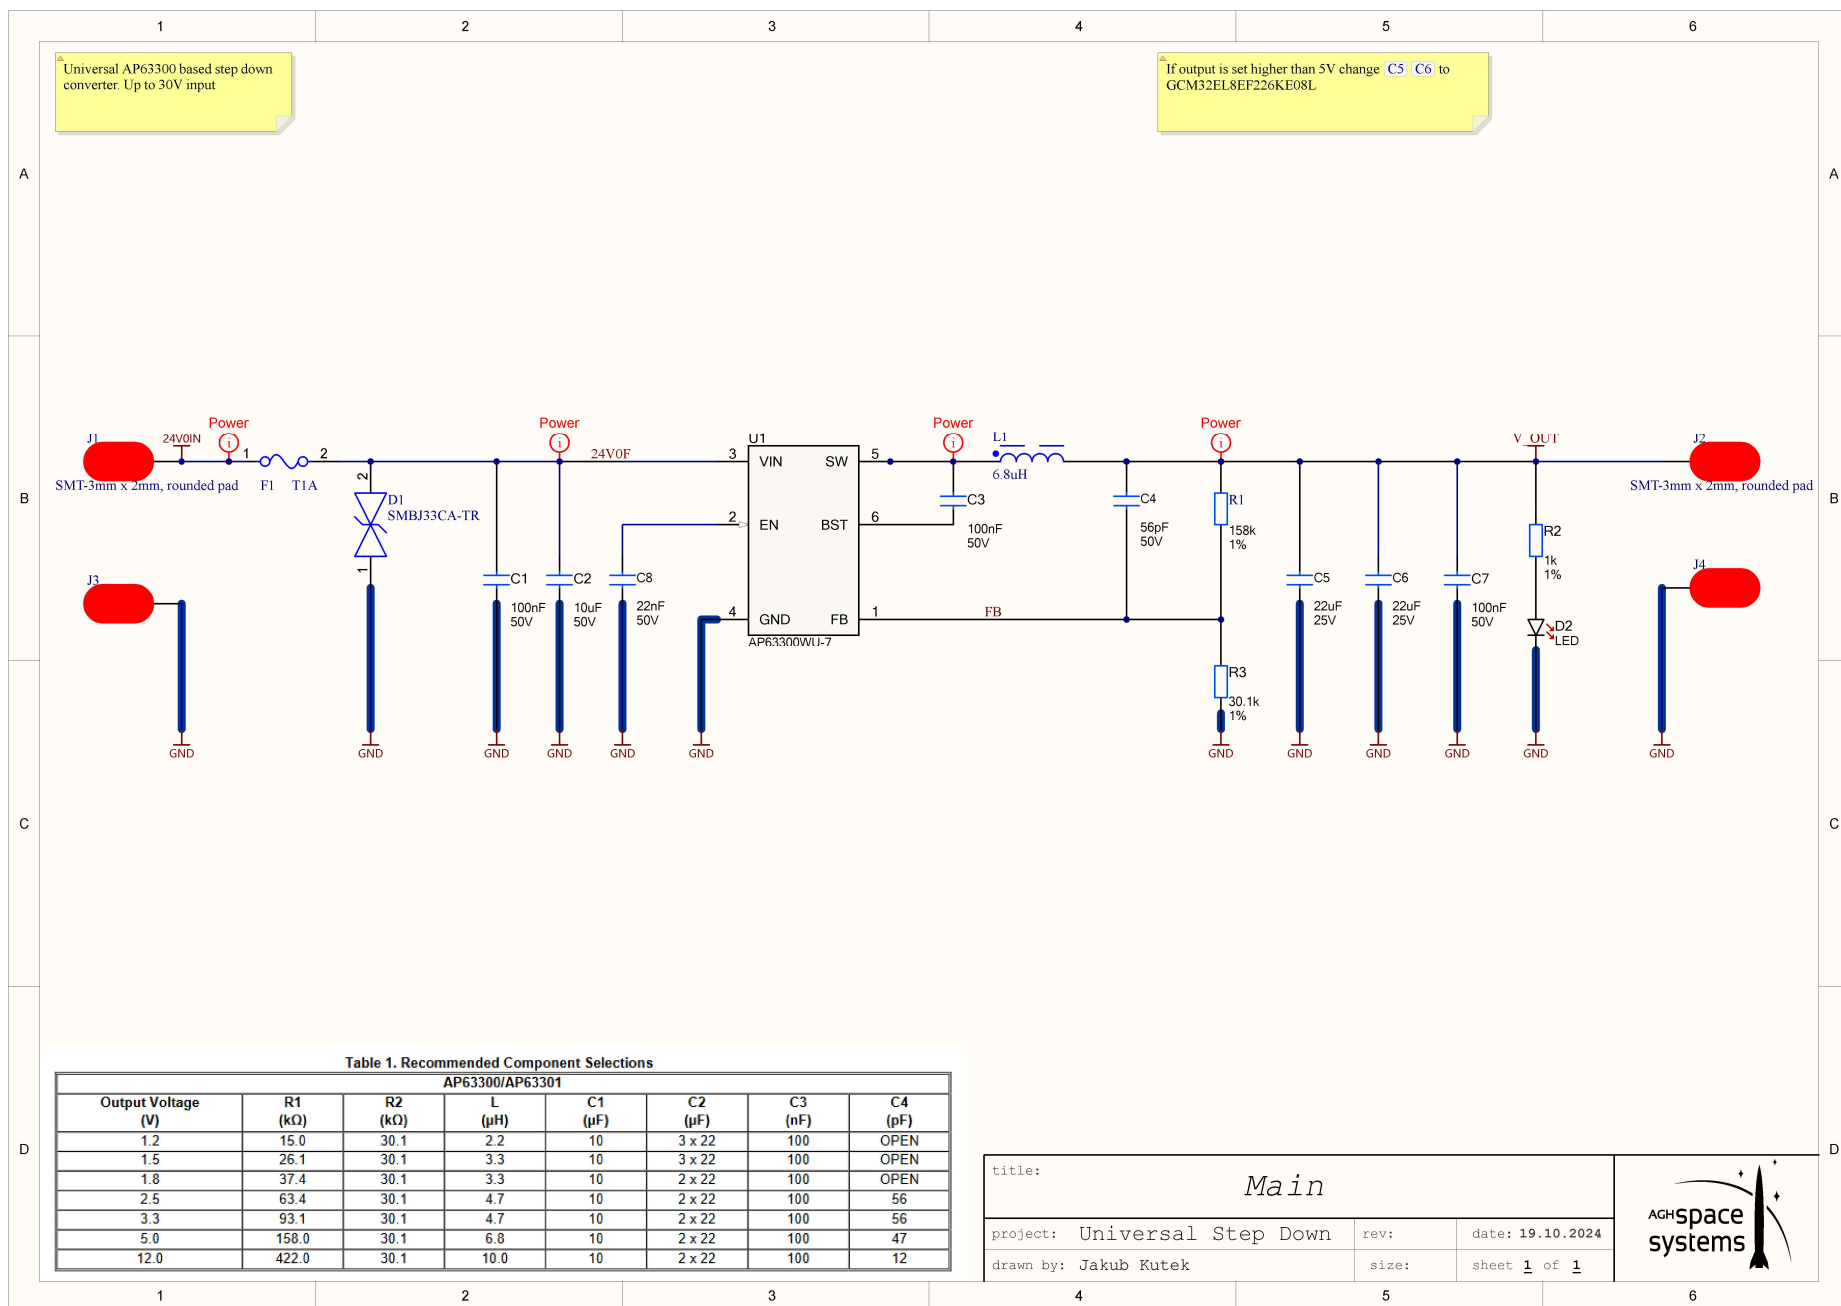 1 2 3 4 5 6
Universal AP63300 based step down
converter. Up to 30V input
If output is set higher than 5V change C5 C6 to
GCM32EL8EF226KE08L
A A
B B
C C
D D
J1
24V0IN
Power
1 2
SMT-3mm x 2mm, rounded pad
F1 T1A
J3
GND
2
D1
SMBJ33CA-TR
1
GND
C1
100nF
50V
GND
Power
C2
10uF
50V
GND
24V0F
C8
22nF
50V
GND
U1
3 VIN SW 5
2 EN BST 6
4 GND FB 1
AP63300WU-7
GND
Power
C3
100nF
50V
L1
6.8uH
C4
56pF
50V
FB
Power
R1
158k
1%
R3
30.1k
1%
GND
C5
22uF
25V
GND
C6
22uF
25V
GND
C7
100nF
50V
GND
V_OUT
R2
1k
1%
D2
LED
GND
J2
SMT-3mm x 2mm, rounded pad
J4
GND
Table 1. Recommended Component Selections
AP63300/AP63301
Output Voltage (V) R1 (kΩ) R2 (kΩ) L (µH) C1 (µF) C2 (µF) C3 (nF) C4 (pF)
1.2 15.0 30.1 2.2 10 3 x 22 100 OPEN
1.5 26.1 30.1 3.3 10 3 x 22 100 OPEN
1.8 37.4 30.1 3.3 10 2 x 22 100 OPEN
2.5 63.4 30.1 4.7 10 2 x 22 100 56
3.3 93.1 30.1 4.7 10 2 x 22 100 56
5.0 158.0 30.1 6.8 10 2 x 22 100 47
12.0 422.0 30.1 10.0 10 2 x 22 100 12
title: Main
project: Universal Step Down rev: date: 19.10.2024
drawn by: Jakub Kutek size: sheet 1 of 1
AGH space
systems
1 2 3 4 5 6